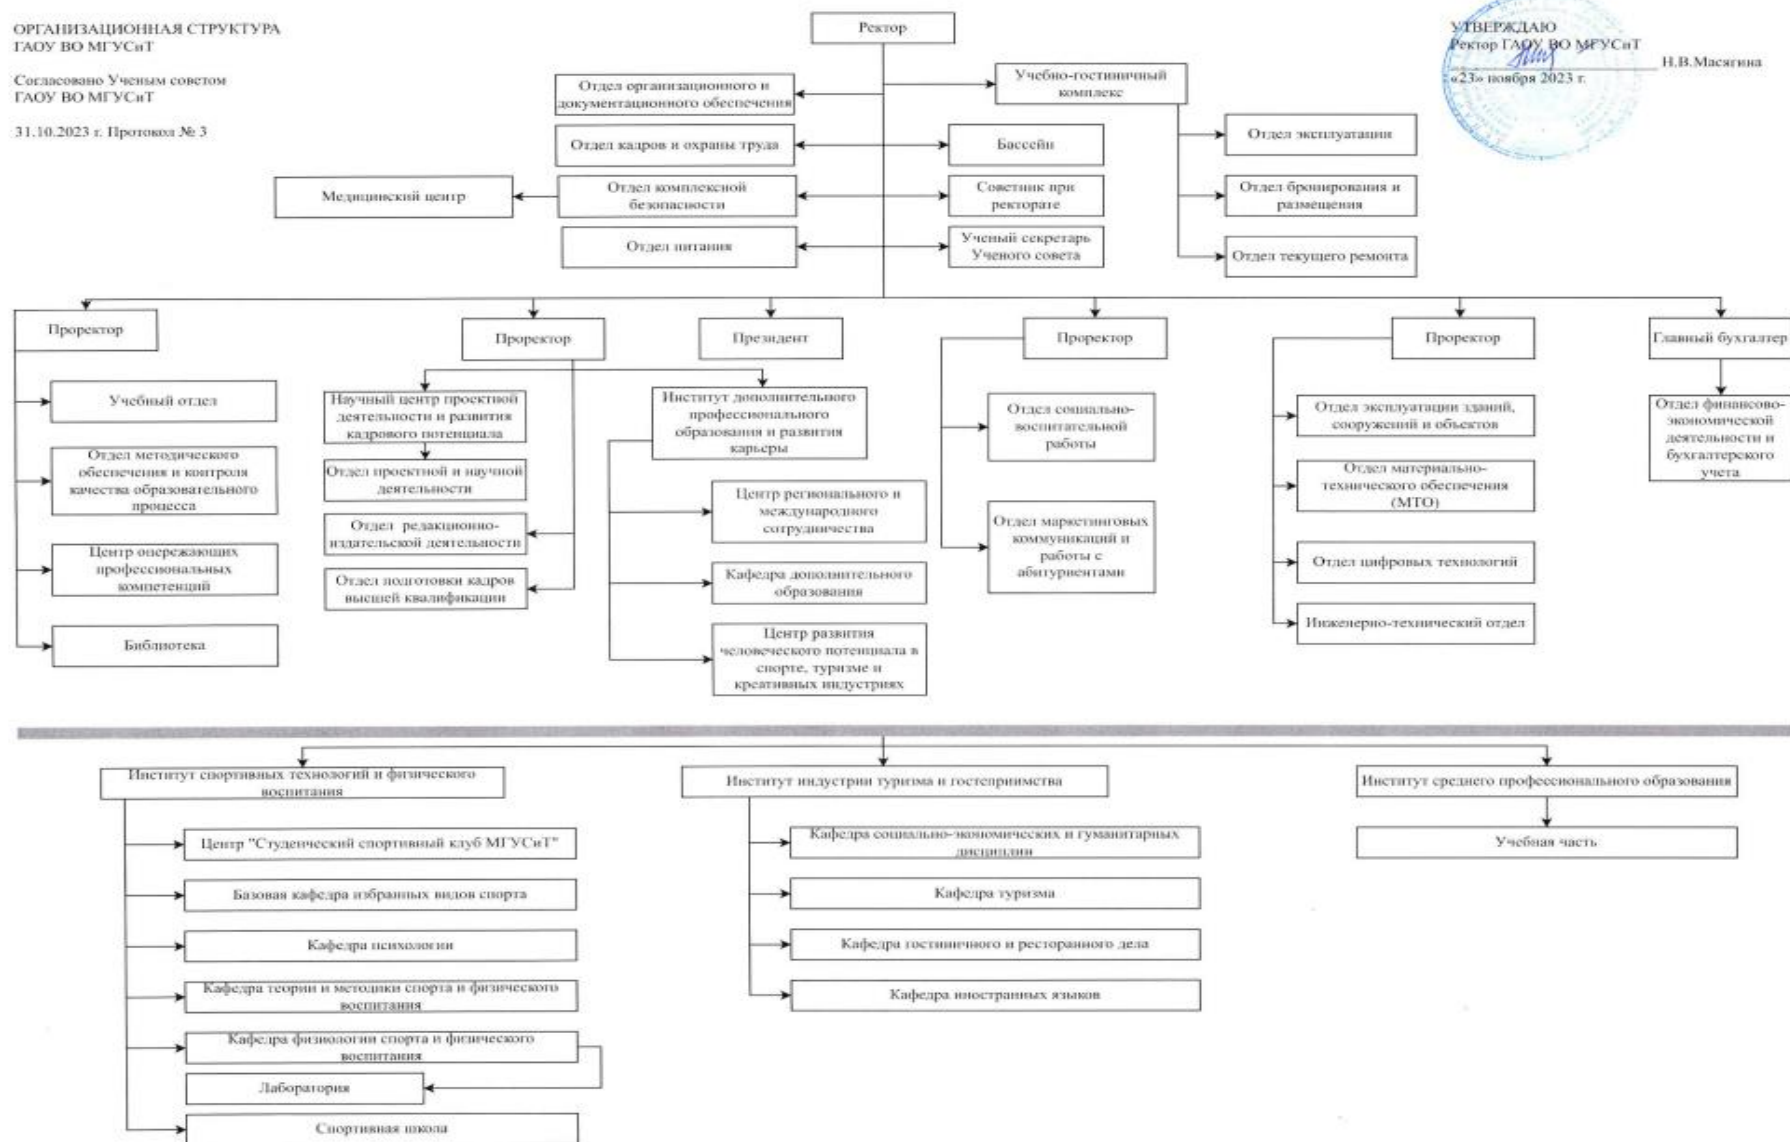 ОРГАНИЗАЦИОННАЯ СТРУКТУРА
ГАОУ ВО МГУСиТ
Согласовано Ученым советом
ГАОУ ВО МГУСиТ
31.10.2023 г. Протокол № 3
УТВЕРЖДАЮ
Ректор ГАОУ ВО МГУСиТ
Н.В.Масягина
«23» ноября 2023 г.
Ректор
Отдел организационного и
документационного обеспечения
Учебно-гостиничный
комплекс
Отдел кадров и охраны труда
Бассейн
Отдел эксплуатации
Медицинский центр
Отдел комплексной
безопасности
Советник при
ректорате
Отдел бронирования и
размещения
Отдел питания
Ученый секретарь
Ученого совета
Отдел текущего ремонта
Проректор
Проректор
Президент
Проректор
Проректор
Главный бухгалтер
Учебный отдел
Отдел методического
обеспечения и контроля
качества образовательного
процесса
Центр опережающих
профессиональных
компетенций
Библиотека
Научный центр проектной
деятельности и развития
кадрового потенциала
Отдел проектной и научной
деятельности
Отдел редакционно-
издательской деятельности
Отдел подготовки кадров
высшей квалификации
Институт дополнительного
профессионального
образования и развития
карьеры
Центр регионального и
международного
сотрудничества
Кафедра дополнительного
образования
Центр развития
человеческого потенциала в
спорте, туризме и
креативных индустриях
Отдел социально-
воспитательной
работы
Отдел маркетинговых
коммуникаций и
работы с
абитуриентами
Отдел эксплуатации зданий,
сооружений и объектов
Отдел материально-
технического обеспечения
(МТО)
Отдел цифровых технологий
Инженерно-технический отдел
Отдел финансово-
экономической
деятельности и
бухгалтерского
учета
Институт спортивных технологий и физического
воспитания
Центр "Студенческий спортивный клуб МГУСиТ"
Базовая кафедра избранных видов спорта
Кафедра психологии
Кафедра теории и методики спорта и физического
воспитания
Кафедра физиологии спорта и физического
воспитания
Лаборатория
Спортивная школа
Институт индустрии туризма и гостеприимства
Кафедра социально-экономических и гуманитарных
дисциплин
Кафедра туризма
Кафедра гостиничного и ресторанного дела
Кафедра иностранных языков
Институт среднего профессионального образования
Учебная часть